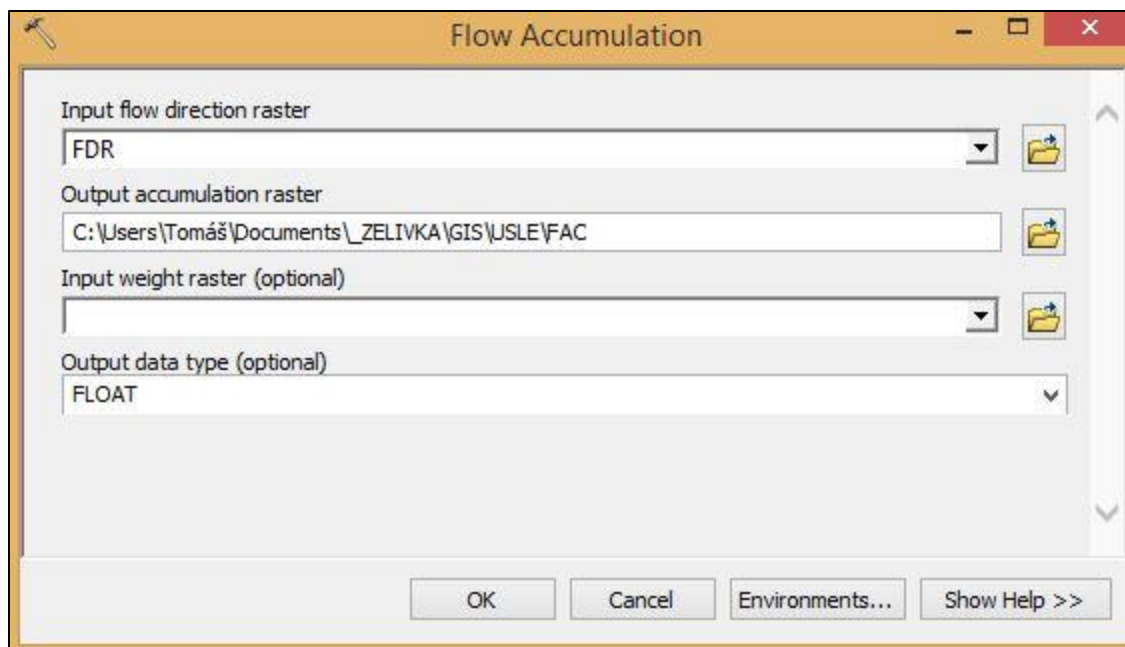 Flow Accumulation
Input flow direction raster
FDR
Output accumulation raster
C:\Users\Tomáš\Documents\_ZELIVKA\GIS\USLE\FAC
Input weight raster (optional)
Output data type (optional)
FLOAT
OK Cancel Environments... Show Help >>